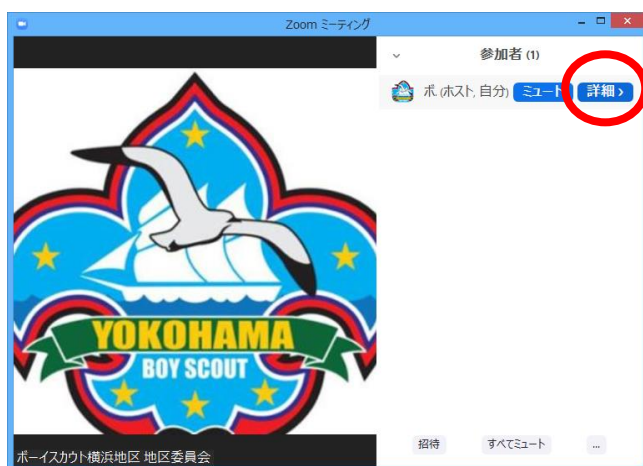 Zoom ミーティング
参加者 (1)
ボ. (ホスト, 自分) ミュート 詳細 ›
YOKOHAMA
BOY SCOUT
ボーイスカウト横浜地区 地区委員会
招待 すべてミュート ...